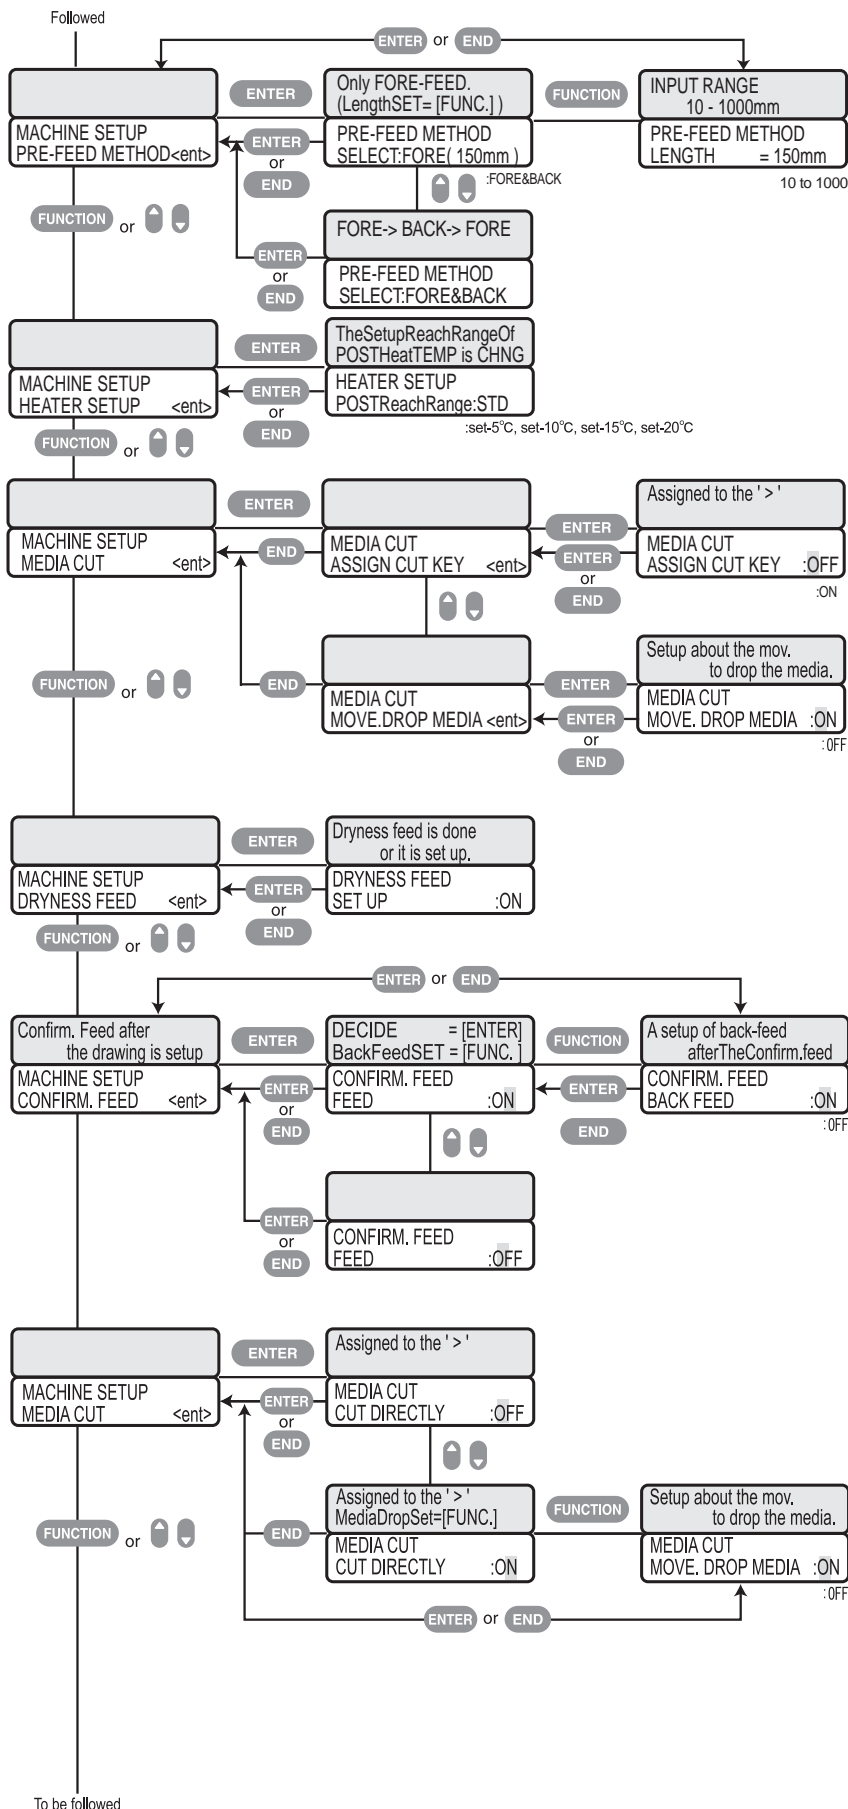 Followed
ENTER or END
ENTER
Only FORE-FEED.
(LengthSET= [FUNC.] )
FUNCTION
INPUT RANGE
10 - 1000mm
MACHINE SETUP
PRE-FEED METHOD<ent>
ENTER
or
END
PRE-FEED METHOD
SELECT:FORE( 150mm )
PRE-FEED METHOD
LENGTH = 150mm
:FORE&BACK
10 to 1000
FUNCTION or
FORE-> BACK-> FORE
ENTER
or
END
PRE-FEED METHOD
SELECT:FORE&BACK
ENTER
TheSetupReachRangeOf
POSTHeatTEMP is CHNG
MACHINE SETUP
HEATER SETUP <ent>
ENTER
or
END
HEATER SETUP
POSTReachRange:STD
:set-5°C, set-10°C, set-15°C, set-20°C
FUNCTION or
ENTER
Assigned to the ' > '
MACHINE SETUP
MEDIA CUT <ent>
END
MEDIA CUT
ASSIGN CUT KEY <ent>
ENTER
ENTER
or
END
MEDIA CUT
ASSIGN CUT KEY :OFF
:ON
Setup about the mov.
to drop the media.
FUNCTION or
END
MEDIA CUT
MOVE.DROP MEDIA <ent>
ENTER
ENTER
or
END
MEDIA CUT
MOVE. DROP MEDIA :ON
: OFF
ENTER
Dryness feed is done
or it is set up.
MACHINE SETUP
DRYNESS FEED <ent>
ENTER
or
END
DRYNESS FEED
SET UP :ON
FUNCTION or
ENTER or END
Confirm. Feed after
the drawing is setup
ENTER
DECIDE = [ENTER]
BackFeedSET = [FUNC. ]
FUNCTION
A setup of back-feed
afterTheConfirm.feed
MACHINE SETUP
CONFIRM. FEED <ent>
ENTER
or
END
CONFIRM. FEED
FEED :ON
ENTER
END
CONFIRM. FEED
BACK FEED :ON
: OFF
ENTER
or
END
CONFIRM. FEED
FEED :OFF
ENTER
Assigned to the ' > '
MACHINE SETUP
MEDIA CUT <ent>
ENTER
or
END
MEDIA CUT
CUT DIRECTLY :OFF
FUNCTION or
END
Assigned to the ' > '
MediaDropSet=[FUNC.]
FUNCTION
Setup about the mov.
to drop the media.
MEDIA CUT
CUT DIRECTLY :ON
MEDIA CUT
MOVE. DROP MEDIA :ON
: OFF
ENTER or END
To be followed